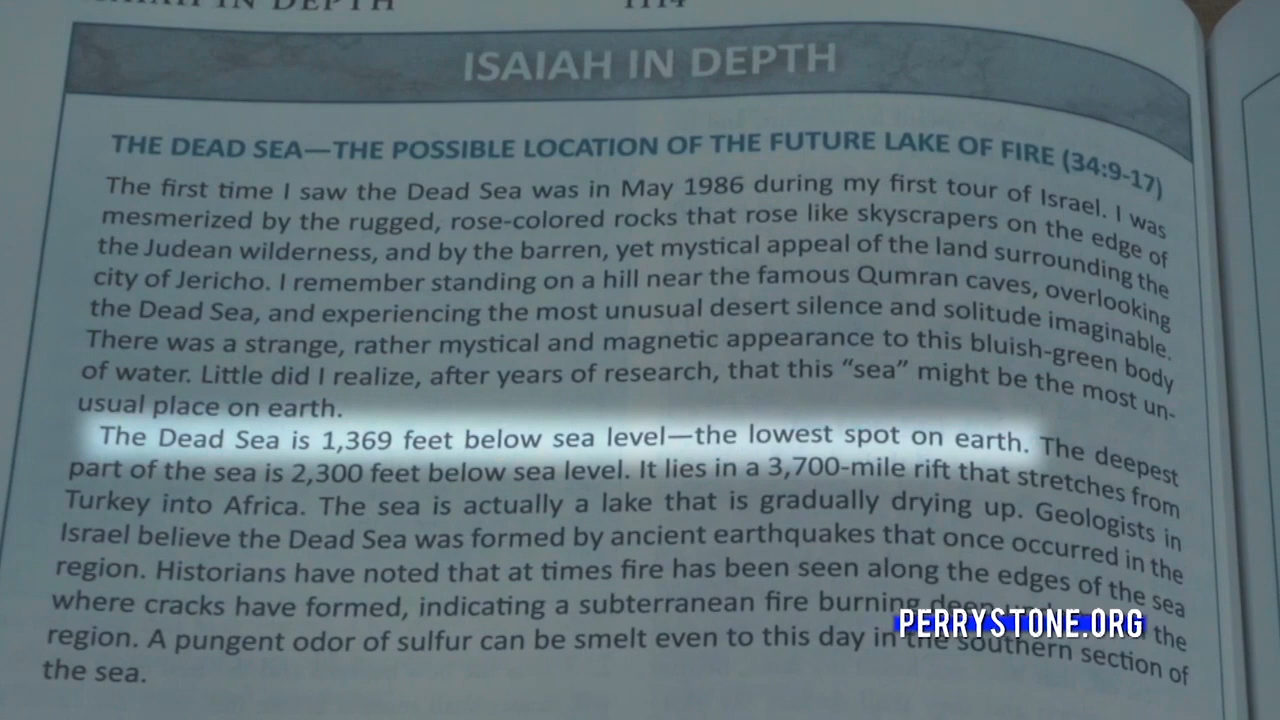 ISAIAH IN DEPTH
THE DEAD SEA—THE POSSIBLE LOCATION OF THE FUTURE LAKE OF FIRE (34:9-17)
The first time I saw the Dead Sea was in May 1986 during my first tour of Israel. I was
mesmerized by the rugged, rose-colored rocks that rose like skyscrapers on the edge of
the Judean wilderness, and by the barren, yet mystical appeal of the land surrounding the
city of Jericho. I remember standing on a hill near the famous Qumran caves, overlooking
the Dead Sea, and experiencing the most unusual desert silence and solitude imaginable.
There was a strange, rather mystical and magnetic appearance to this bluish-green body
of water. Little did I realize, after years of research, that this “sea” might be the most un-
usual place on earth.
The Dead Sea is 1,369 feet below sea level—the lowest spot on earth. The deepest
part of the sea is 2,300 feet below sea level. It lies in a 3,700-mile rift that stretches from
Turkey into Africa. The sea is actually a lake that is gradually drying up. Geologists in
Israel believe the Dead Sea was formed by ancient earthquakes that once occurred in the
region. Historians have noted that at times fire has been seen along the edges of the sea
where cracks have formed, indicating a subterranean fire burning the
region. A pungent odor of sulfur can be smelt even to this day in the southern section of
the sea.
PERRYSTONE.ORG